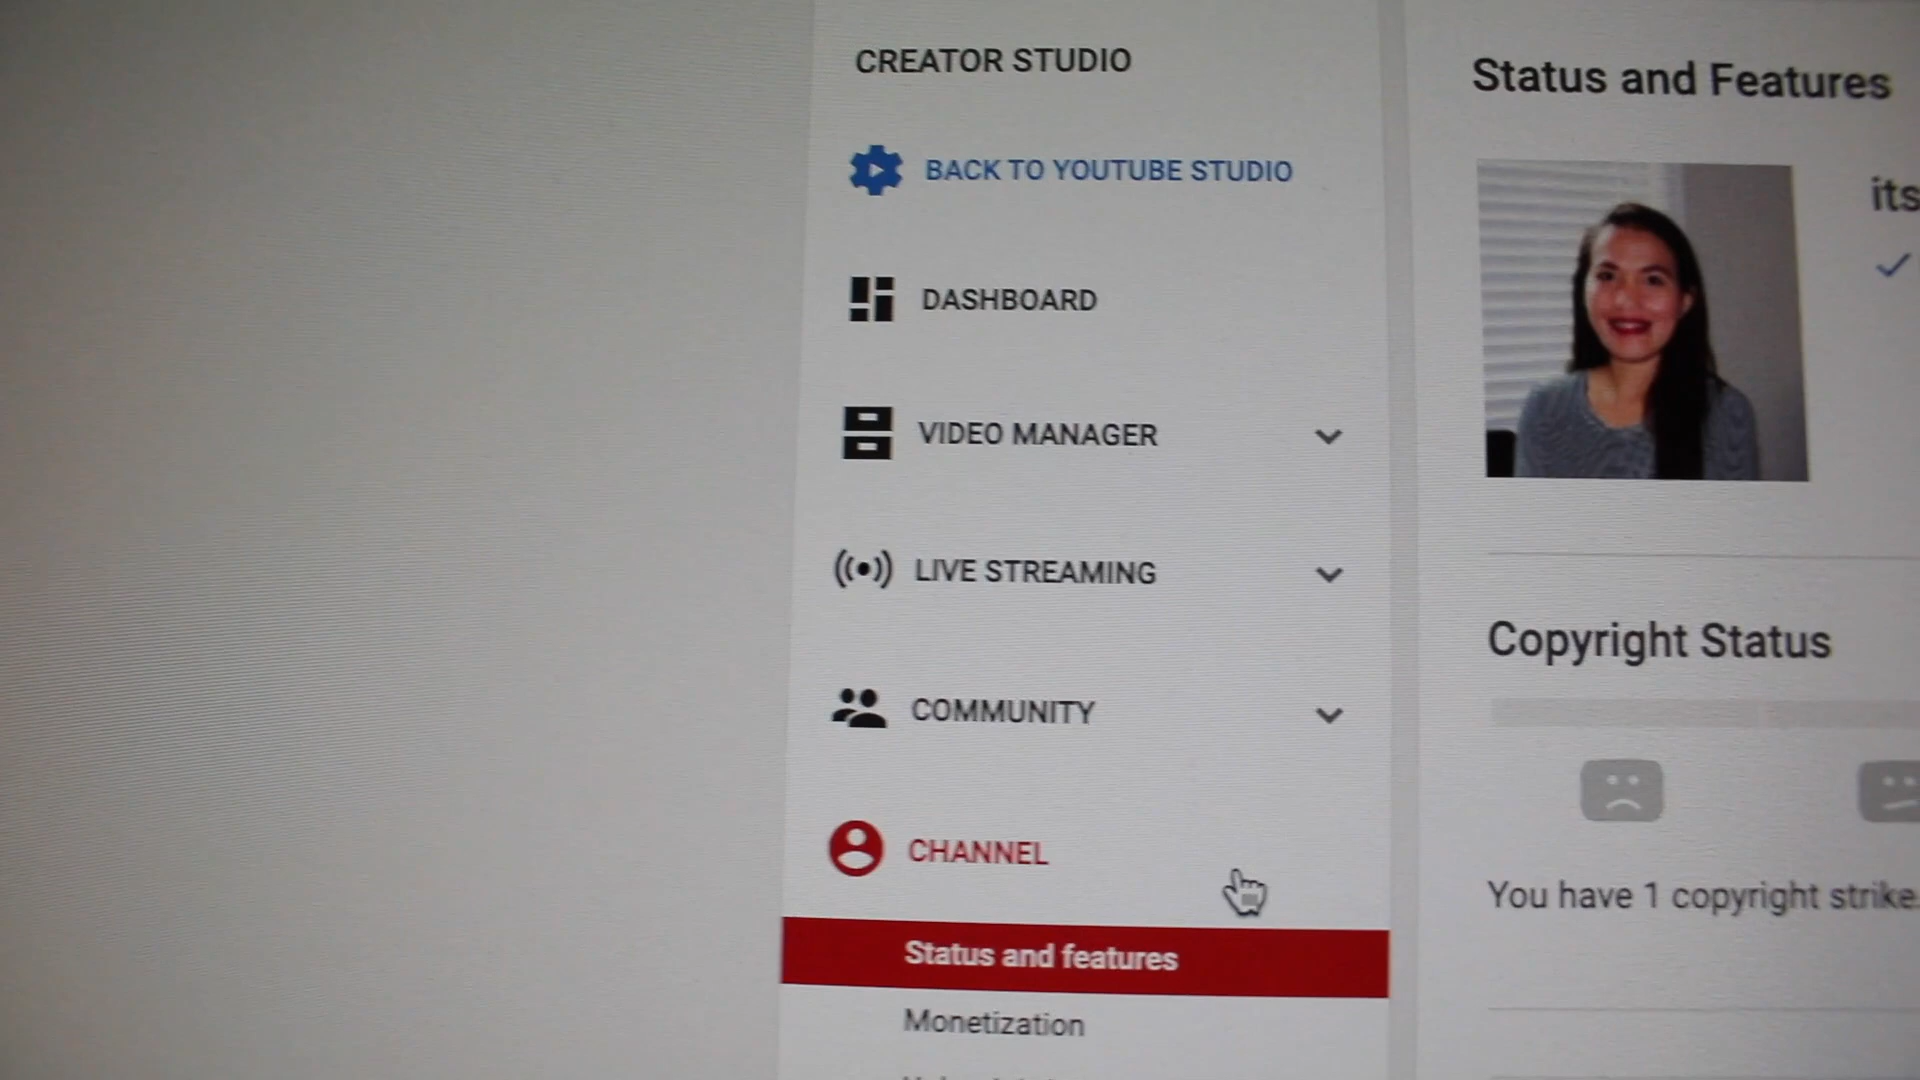 CREATOR STUDIO
BACK TO YOUTUBE STUDIO
DASHBOARD
VIDEO MANAGER
LIVE STREAMING
COMMUNITY
CHANNEL
Status and features
Monetization
Status and Features
its
Copyright Status
You have 1 copyright strike.